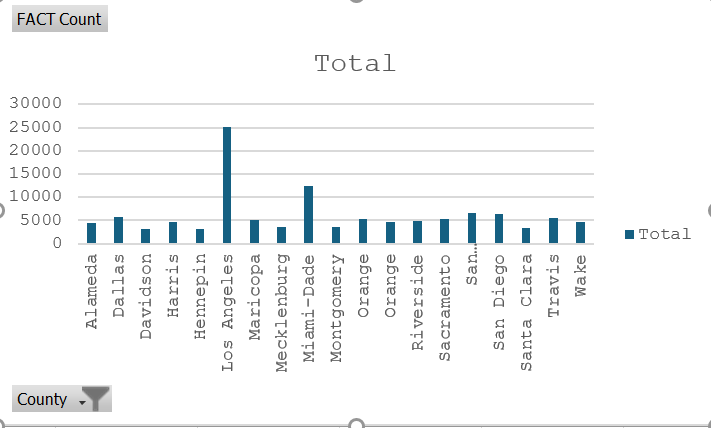 FACT Count
Total
30000
25000
20000
15000
10000
5000
0
Alameda
Dallas
Davidson
Harris
Hennepin
Los Angeles
Maricopa
Mecklenburg
Miami-Dade
Montgomery
Orange
Orange
Riverside
Sacramento
San…
San Diego
Santa Clara
Travis
Wake
Total
County